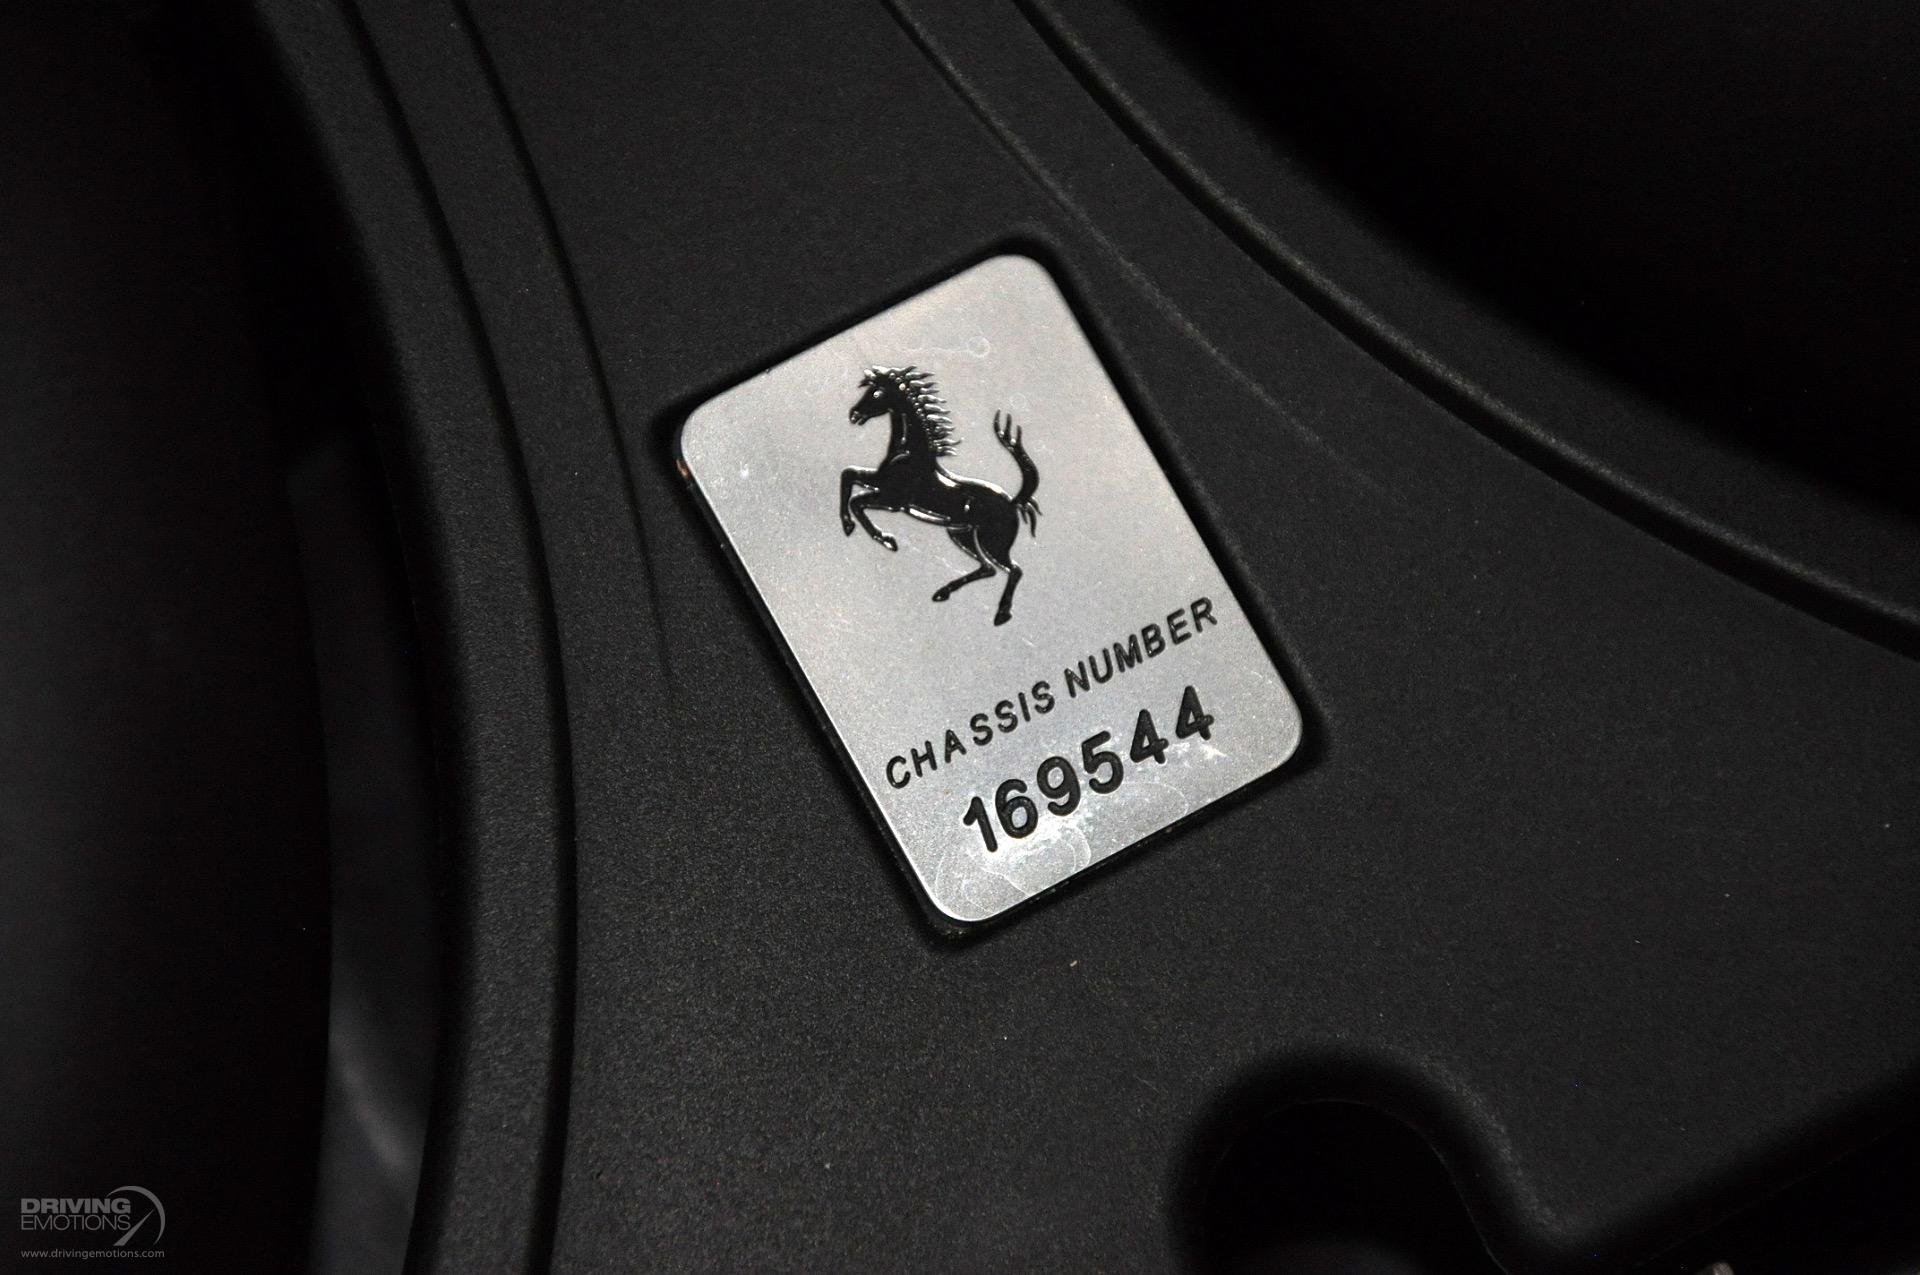 CHASSIS NUMBER
169544
DRIVING
EMOTIONS
www.drivingemotions.com